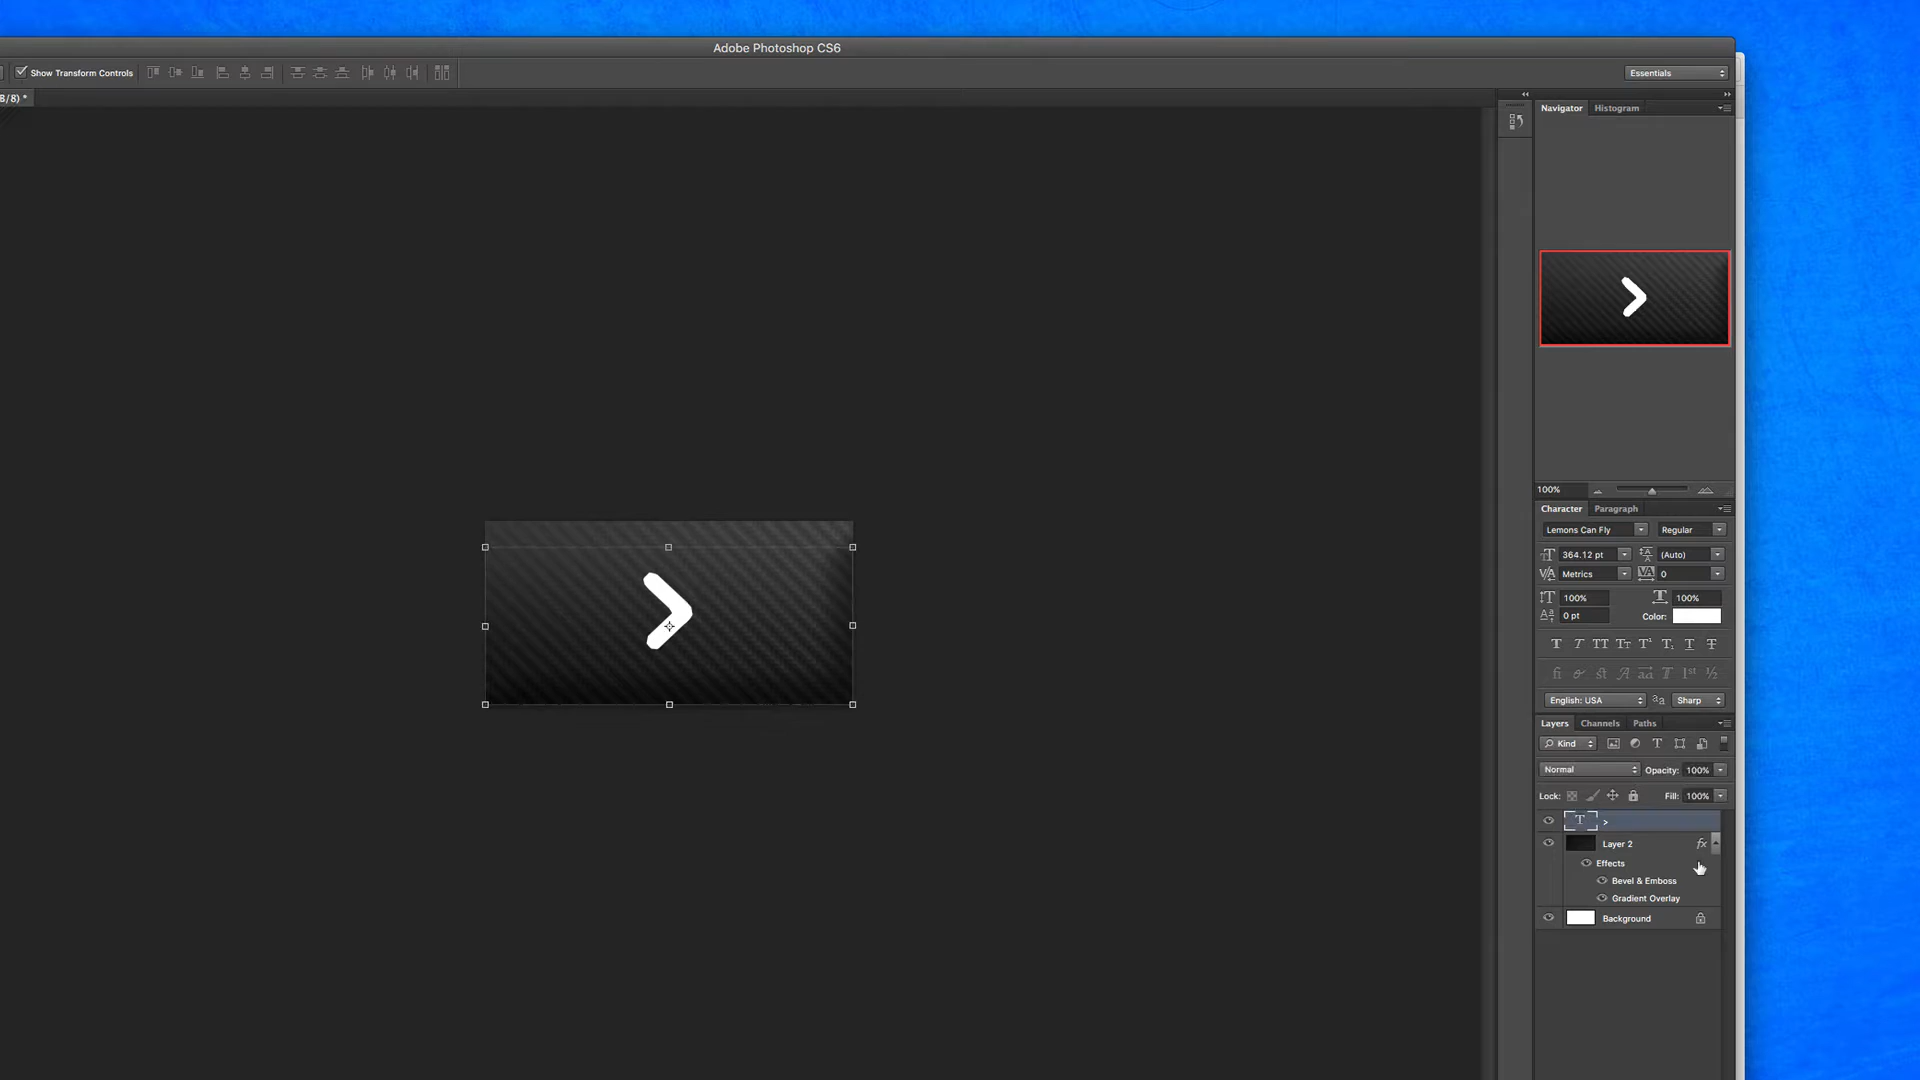 Adobe Photoshop CS6
Show Transform Controls
Essentials
B/8) *
Navigator Histogram
100%
Character Paragraph
Lemons Can Fly Regular
364.12 pt (Auto)
Metrics 0
100% 100%
0 pt Color:
English: USA Sharp
Layers Channels Paths
Kind
Normal Opacity: 100%
Lock: Fill: 100%
T >
Layer 2 fx
Effects
Bevel & Emboss
Gradient Overlay
Background